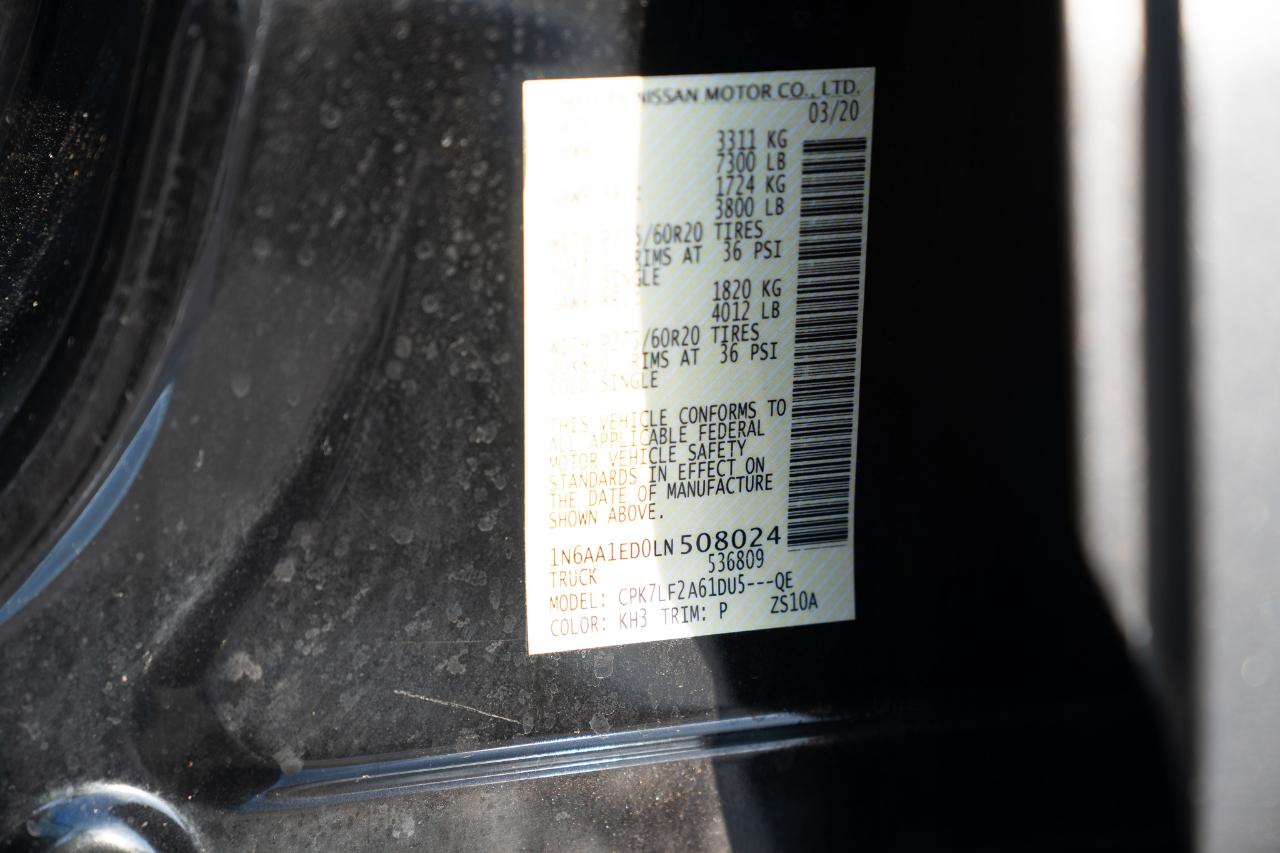 NISSAN MOTOR CO., LTD.
03/20
3311 KG
7300 LB
1724 KG
3800 LB
WITH P275/60R20 TIRES
RIMS AT 36 PSI
COLD SINGLE
1820 KG
4012 LB
WITH P275/60R20 TIRES
20x8.0J RIMS AT 36 PSI
COLD SINGLE
THIS VEHICLE CONFORMS TO
ALL APPLICABLE FEDERAL
MOTOR VEHICLE SAFETY
STANDARDS IN EFFECT ON
THE DATE OF MANUFACTURE
SHOWN ABOVE.
1N6AA1ED0LN508024
536809
TRUCK
MODEL: CPK7LF2A61DU5---QE
COLOR: KH3 TRIM: P ZS10A